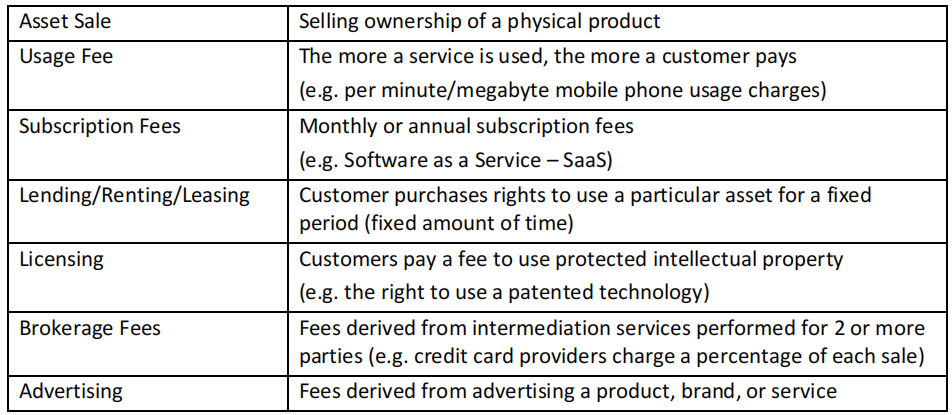 Asset Sale
Selling ownership of a physical product
Usage Fee
The more a service is used, the more a customer pays
(e.g. per minute/megabyte mobile phone usage charges)
Subscription Fees
Monthly or annual subscription fees
(e.g. Software as a Service – SaaS)
Lending/Renting/Leasing
Customer purchases rights to use a particular asset for a fixed
period (fixed amount of time)
Licensing
Customers pay a fee to use protected intellectual property
(e.g. the right to use a patented technology)
Brokerage Fees
Fees derived from intermediation services performed for 2 or more
parties (e.g. credit card providers charge a percentage of each sale)
Advertising
Fees derived from advertising a product, brand, or service